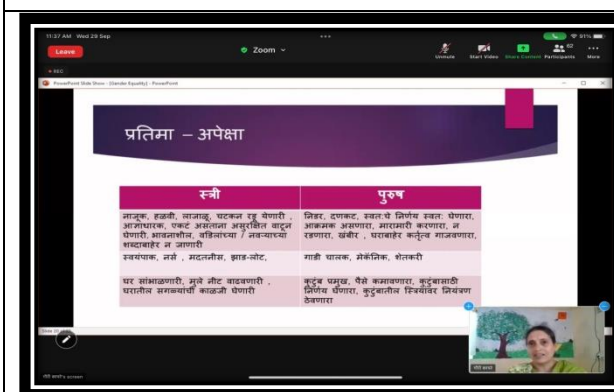 11:37 AM Wed 29 Sep
91%
Leave
Zoom
Unmute
Start Video
Share Content
Participants
62
More
REC
PowerPoint Slide Show - [Gender Equality] - PowerPoint
प्रतिमा – अपेक्षा
स्त्री
पुरुष
नाजूक, हळवी, लाजाळू, चटकन रडू येणारी ,
आज्ञाधारक, एकटं असताना असुरक्षित वाटून
घेणारी, भावनाशील, वडिलांच्या / नवऱ्याच्या
शब्दाबाहेर न जाणारी
निडर, दणकट, स्वत:चे निर्णय स्वत: घेणारा,
आक्रमक असणारा, मारामारी करणारा, न
रडणारा, खंबीर , घराबाहेर कर्तृत्व गाजवणारा,
स्वयंपाक, नर्स , मदतनीस, झाड-लोट,
गाडी चालक, मेकॅनिक, शेतकरी
घर सांभाळणारी, मुले नीट वाढवणारी ,
घरातील सगळ्यांची काळजी घेणारी
कुटुंब प्रमुख, पैसे कमावणारा, कुटुंबासाठी
निर्णय घेणारा, कुटुंबातील स्त्रियांवर नियंत्रण
ठेवणारा